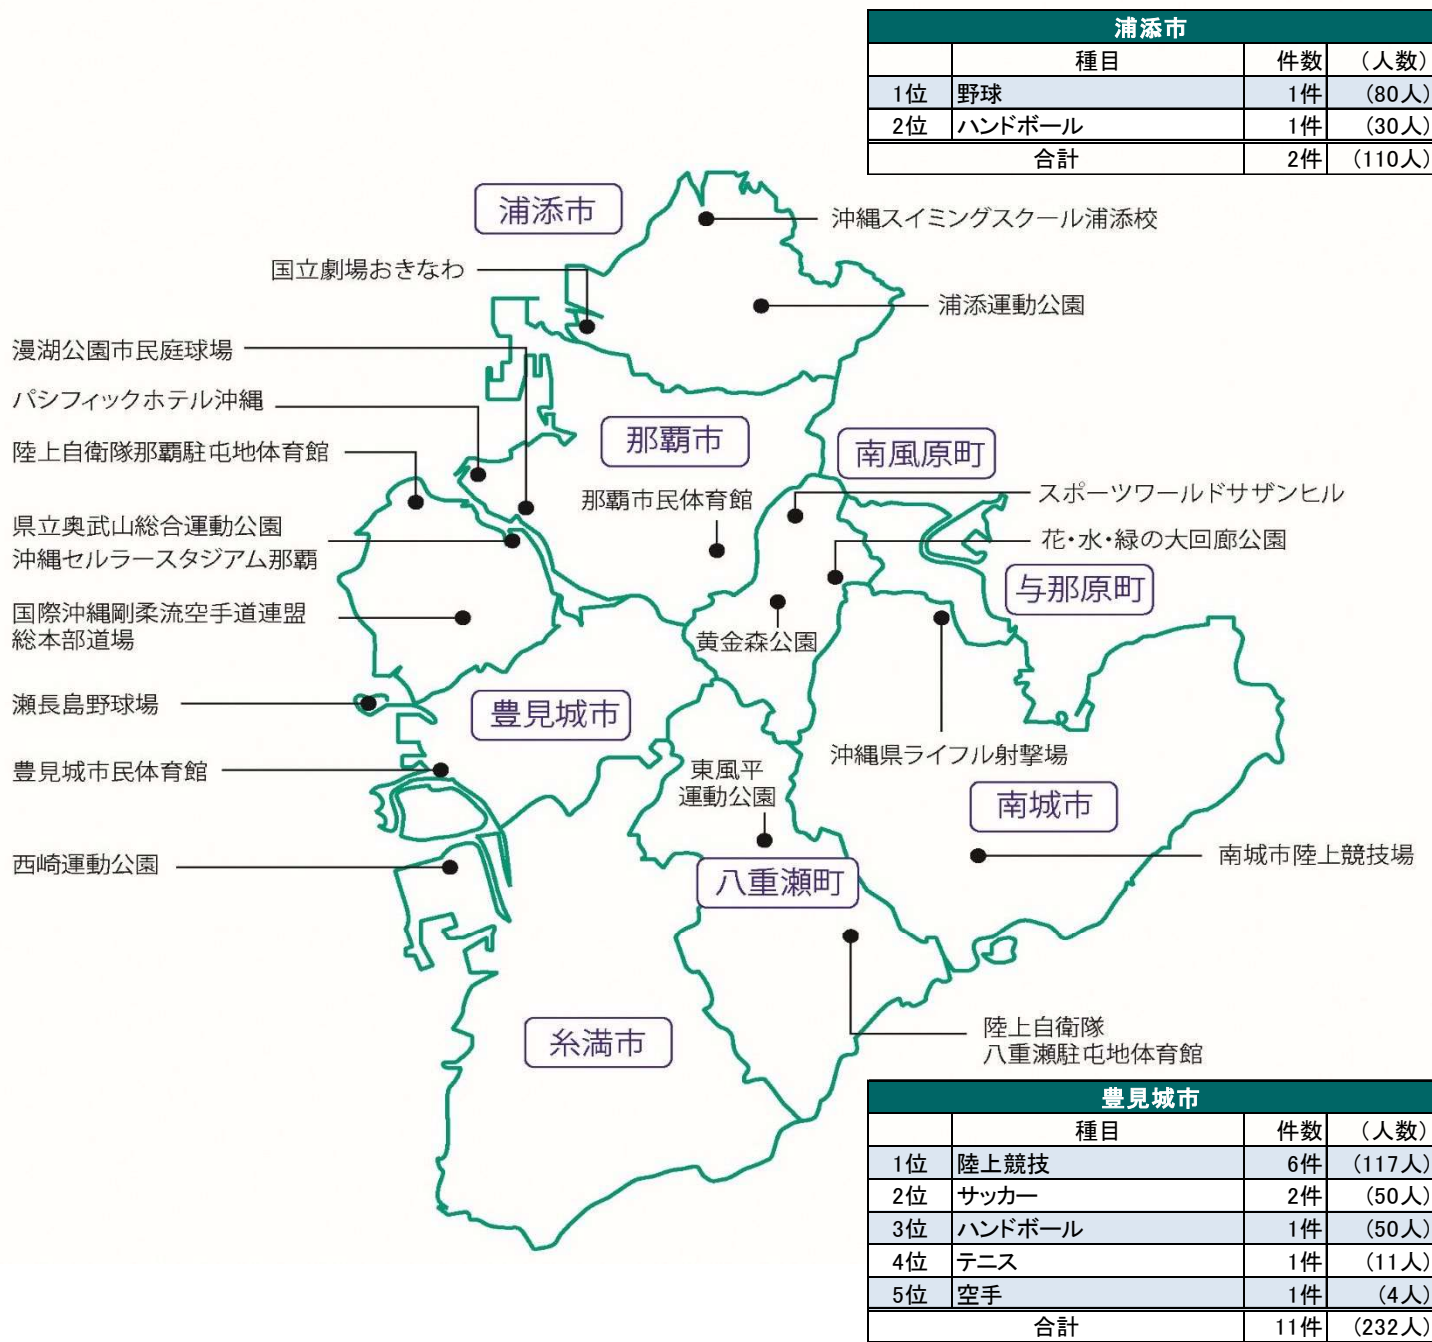 浦添市
種目 件数 （人数）
1位 野球 1件 （80人）
2位 ハンドボール 1件 （30人）
合計 2件 （110人）
浦添市
沖縄スイミングスクール浦添校
国立劇場おきなわ
浦添運動公園
漫湖公園市民庭球場
パシフィックホテル沖縄
那覇市
陸上自衛隊那覇駐屯地体育館
南風原町
那覇市民体育館
スポーツワールドサザンヒル
県立奥武山総合運動公園
沖縄セルラースタジアム那覇
花・水・緑の大回廊公園
与那原町
国際沖縄剛柔流空手道連盟
総本部道場
黄金森公園
瀬長島野球場
豊見城市
沖縄県ライフル射撃場
豊見城市民体育館
東風平
運動公園
南城市
西崎運動公園
南城市陸上競技場
八重瀬町
糸満市
陸上自衛隊
八重瀬駐屯地体育館
豊見城市
種目 件数 （人数）
1位 陸上競技 6件 （117人）
2位 サッカー 2件 （50人）
3位 ハンドボール 1件 （50人）
4位 テニス 1件 （11人）
5位 空手 1件 （4人）
合計 11件 （232人）